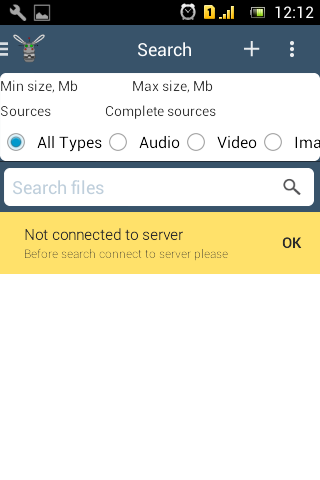 1 12:12
Search
Min size, Mb Max size, Mb
Sources Complete sources
All Types Audio Video Ima
Search files
Not connected to server
Before search connect to server please
OK